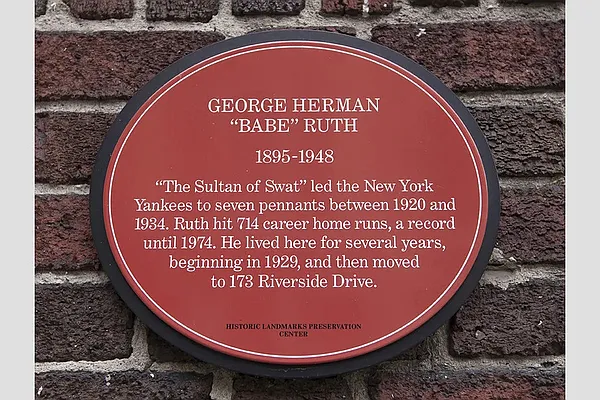 GEORGE HERMAN
“BABE” RUTH
1895-1948
“The Sultan of Swat” led the New York
Yankees to seven pennants between 1920 and
1934. Ruth hit 714 career home runs, a record
until 1974. He lived here for several years,
beginning in 1929, and then moved
to 173 Riverside Drive.
HISTORIC LANDMARKS PRESERVATION
CENTER